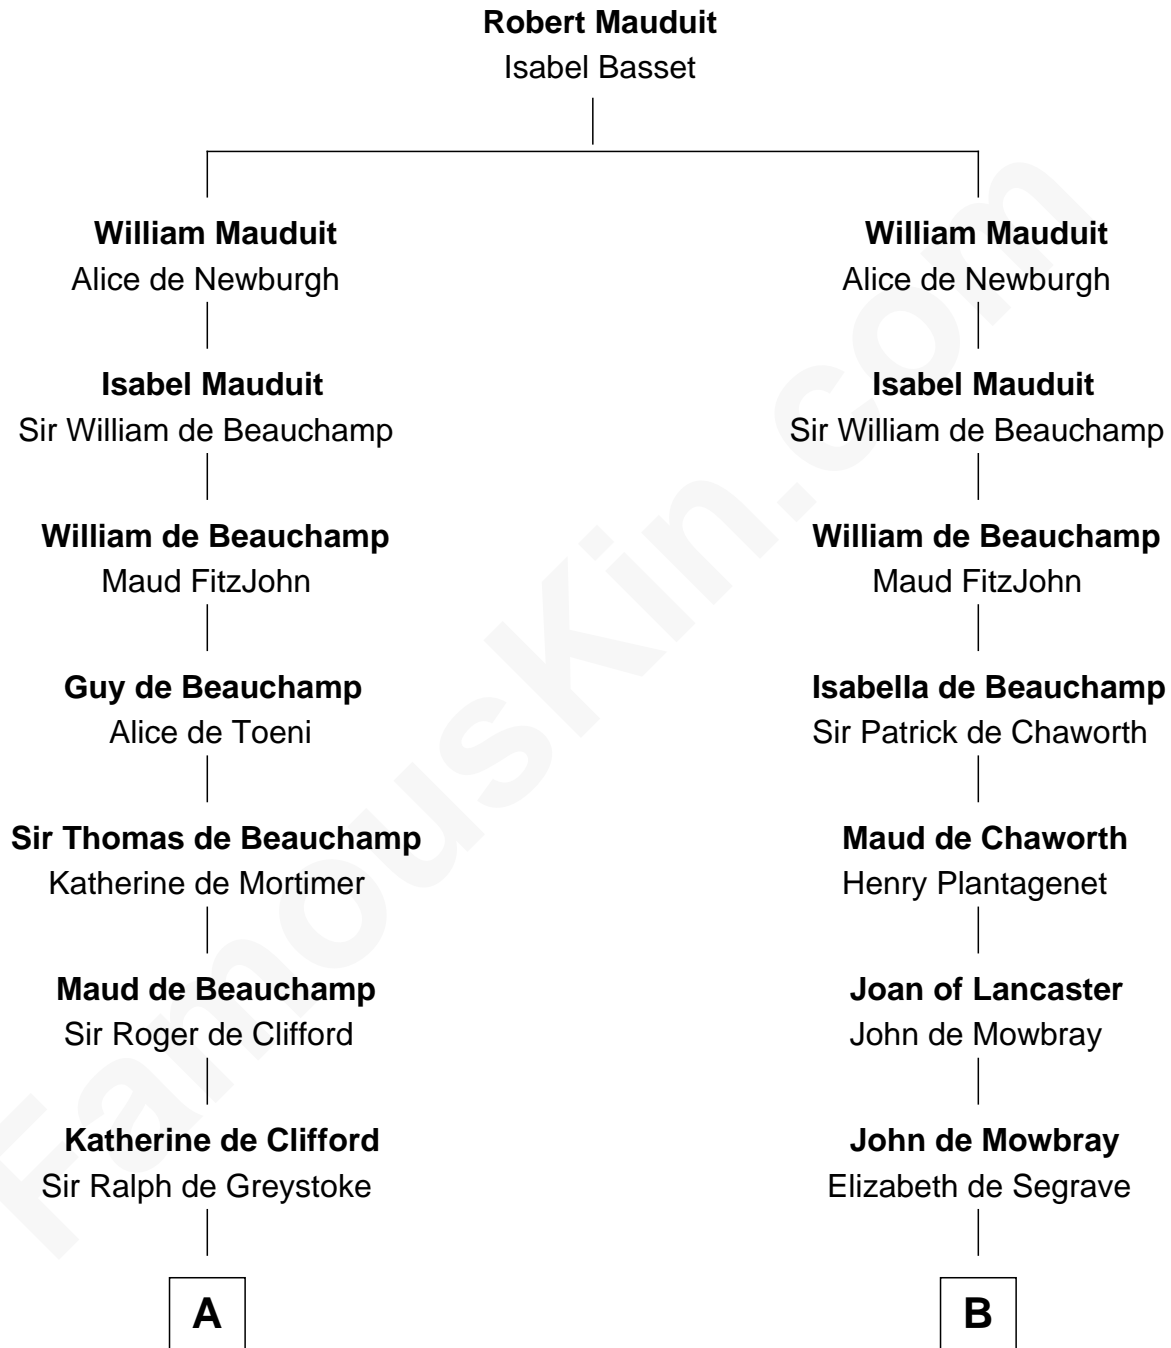 Robert Mauduit
Isabel Basset
William Mauduit
Alice de Newburgh
Isabel Mauduit
Sir William de Beauchamp
William de Beauchamp
Maud FitzJohn
Guy de Beauchamp
Alice de Toeni
Sir Thomas de Beauchamp
Katherine de Mortimer
Maud de Beauchamp
Sir Roger de Clifford
Katherine de Clifford
Sir Ralph de Greystoke
A
William Mauduit
Alice de Newburgh
Isabel Mauduit
Sir William de Beauchamp
William de Beauchamp
Maud FitzJohn
Isabella de Beauchamp
Sir Patrick de Chaworth
Maud de Chaworth
Henry Plantagenet
Joan of Lancaster
John de Mowbray
John de Mowbray
Elizabeth de Segrave
B
FamousKin.com